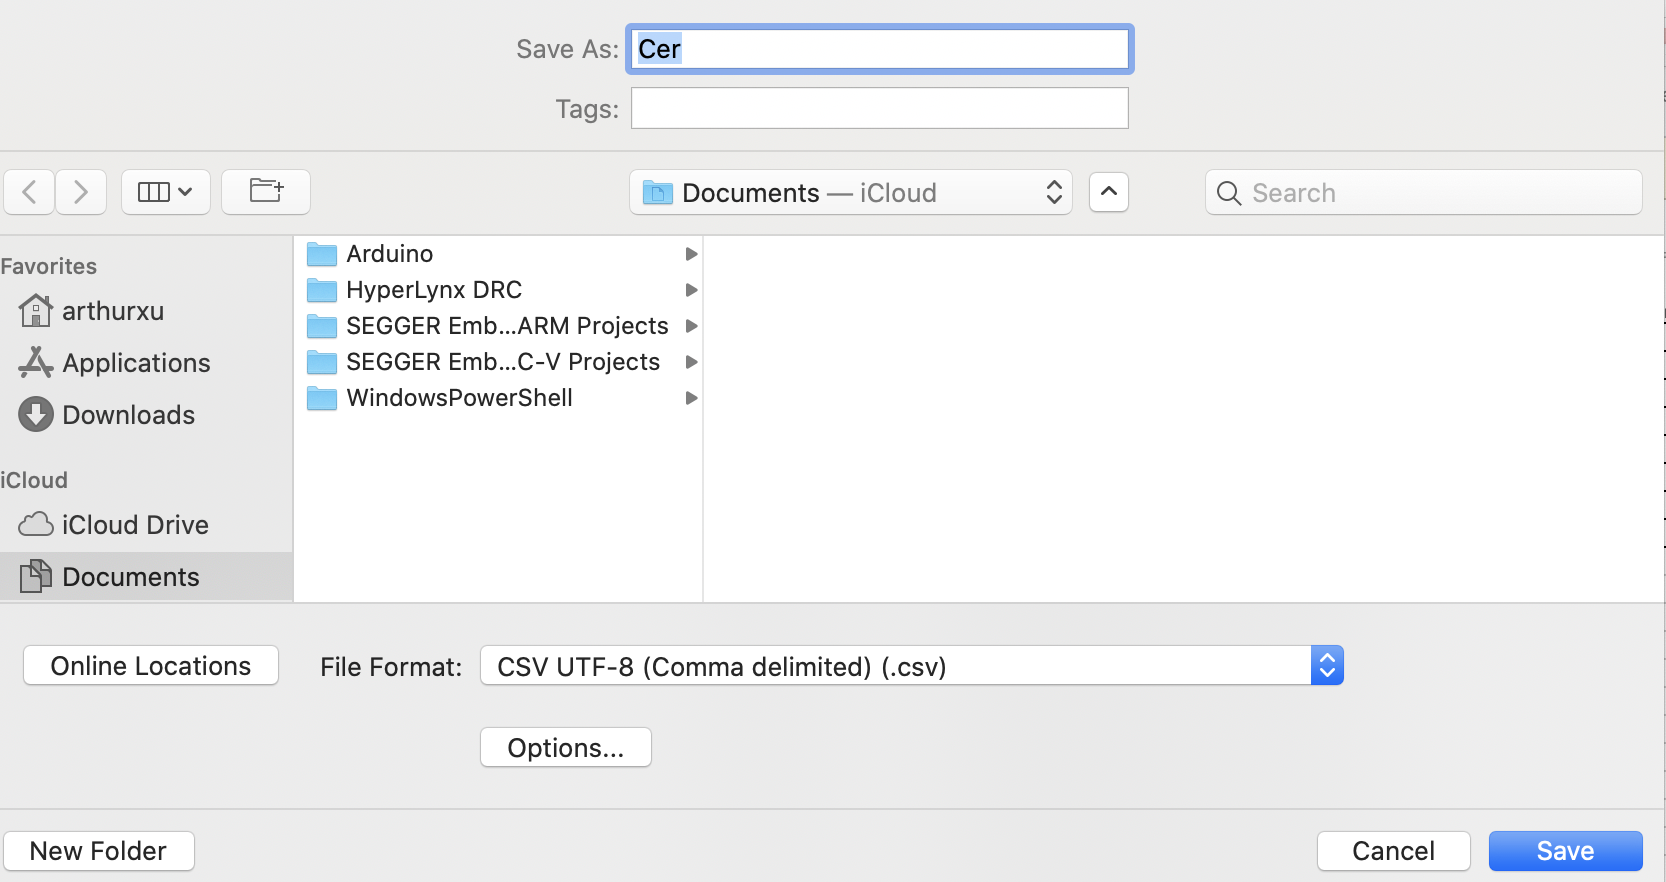 Save As: Cer
Tags:
Documents — iCloud
Search
Favorites
arthurxu
Applications
Downloads
iCloud
iCloud Drive
Documents
Arduino
HyperLynx DRC
SEGGER Emb...ARM Projects
SEGGER Emb...C-V Projects
WindowsPowerShell
Online Locations
File Format: CSV UTF-8 (Comma delimited) (.csv)
Options...
New Folder
Cancel
Save